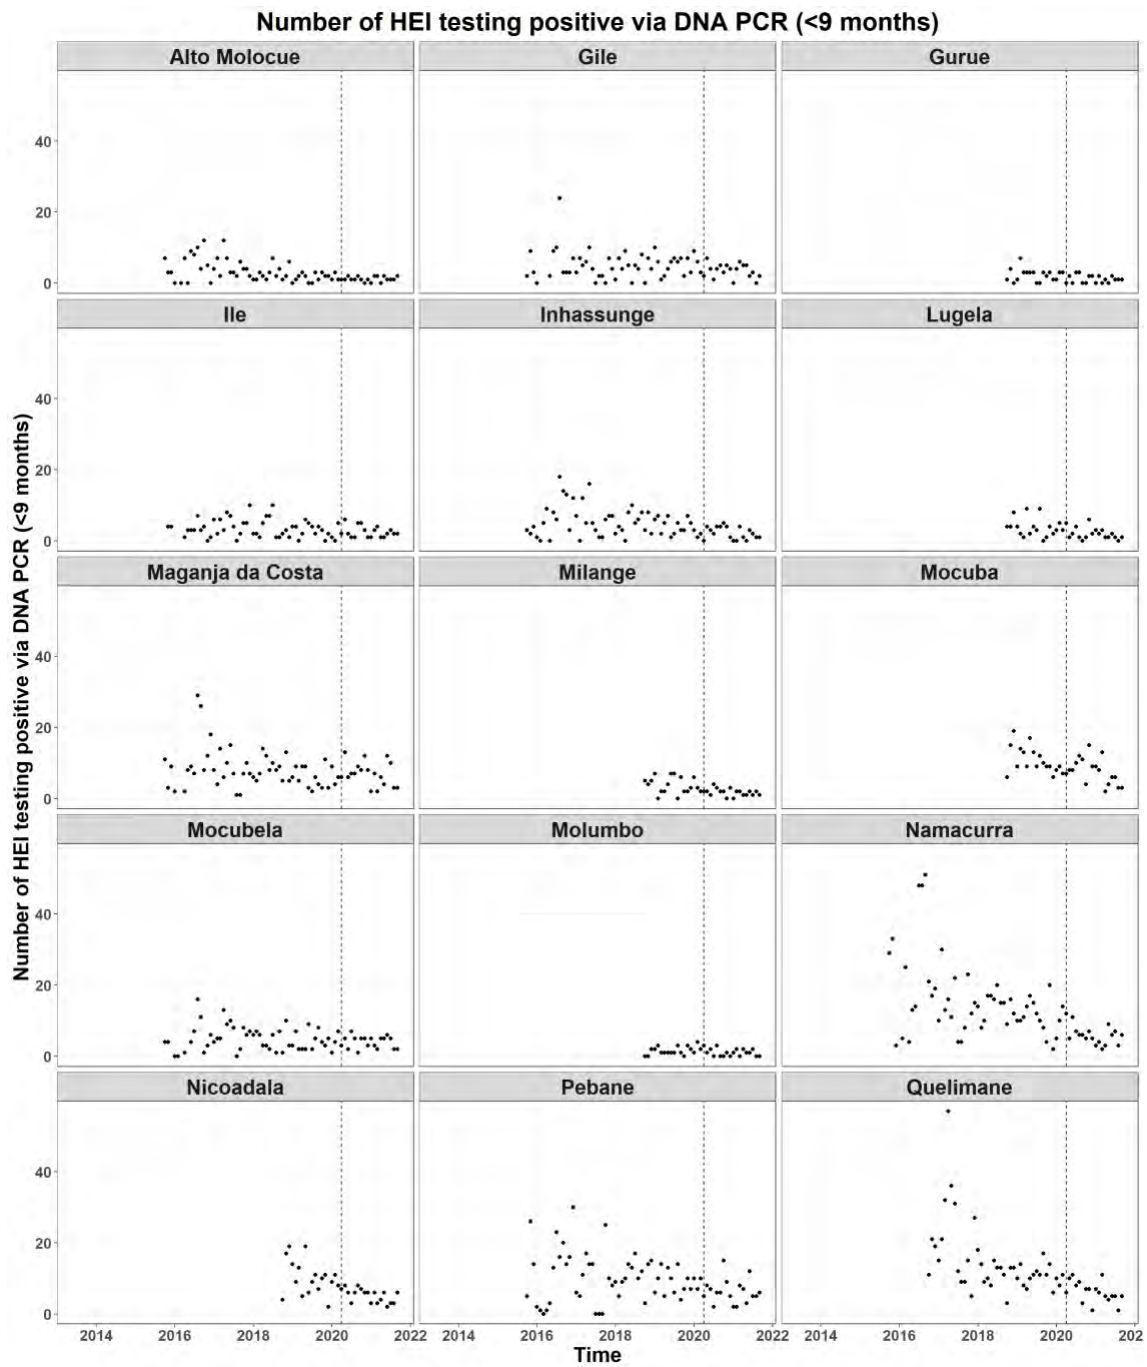 Number of HEI testing positive via DNA PCR (<9 months)
Alto Molocue Gile Gurue
40
20
0
Ile Inhassunge Lugela
40
20
0
Maganja da Costa Milange Mocuba
40
20
0
Mocubela Molumbo Namacurra
40
20
0
Nicoadala Pebane Quelimane
40
20
0
2014 2016 2018 2020 2022 2014 2016 2018 2020 2022 2014 2016 2018 2020 202
Time
Number of HEI testing positive via DNA PCR (<9 months)